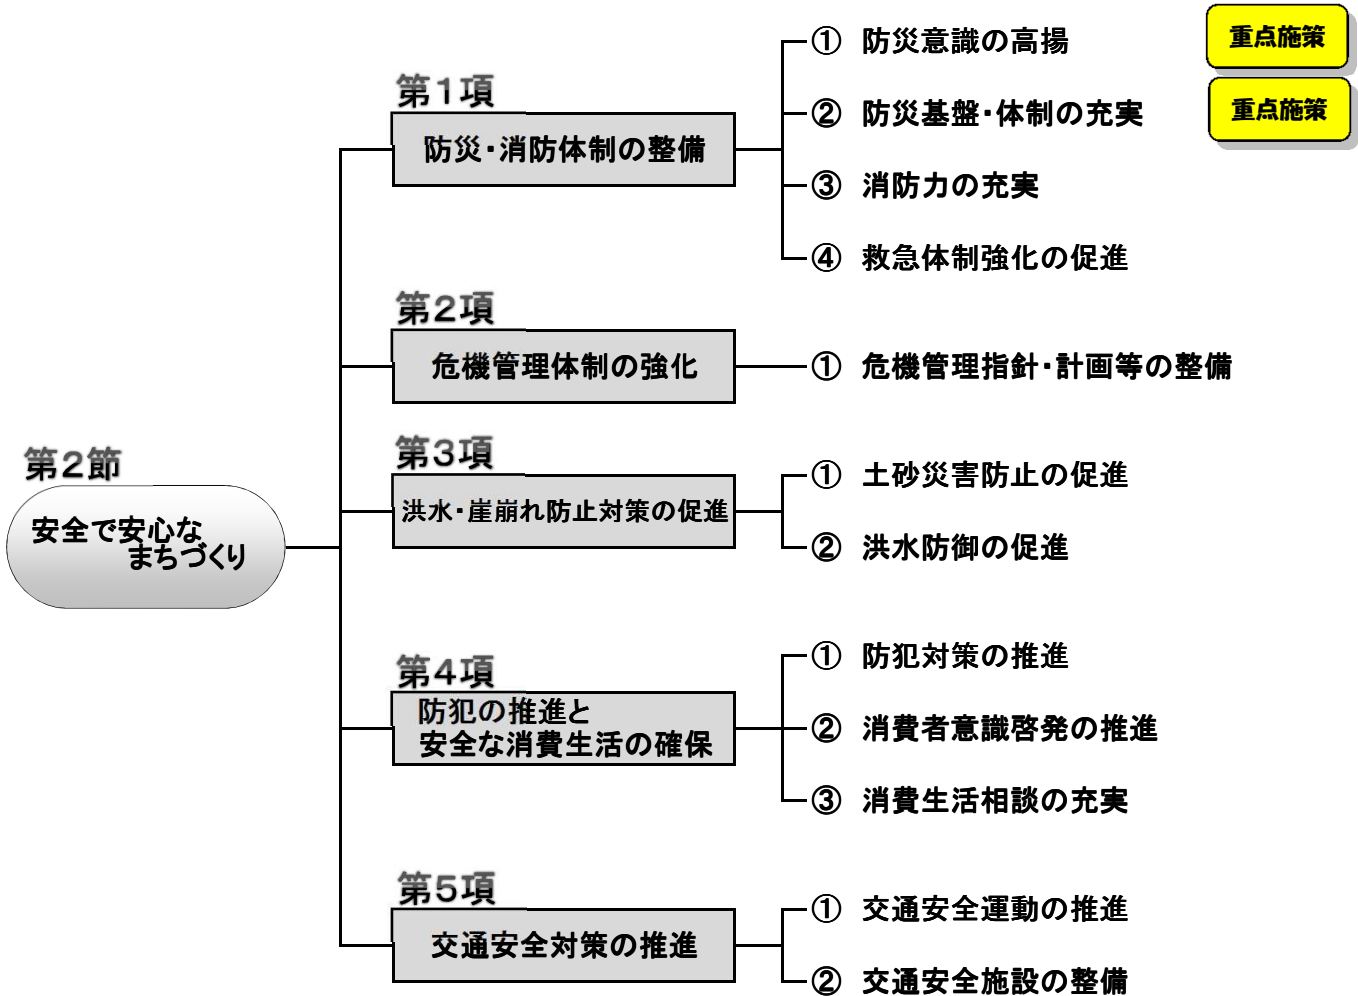 第2節
安全で安心な
まちづくり
第1項
防災・消防体制の整備
① 防災意識の高揚
重点施策
② 防災基盤・体制の充実
重点施策
③ 消防力の充実
④ 救急体制強化の促進
第2項
危機管理体制の強化
① 危機管理指針・計画等の整備
第3項
洪水・崖崩れ防止対策の促進
① 土砂災害防止の促進
② 洪水防御の促進
第4項
防犯の推進と
安全な消費生活の確保
① 防犯対策の推進
② 消費者意識啓発の推進
③ 消費生活相談の充実
第5項
交通安全対策の推進
① 交通安全運動の推進
② 交通安全施設の整備